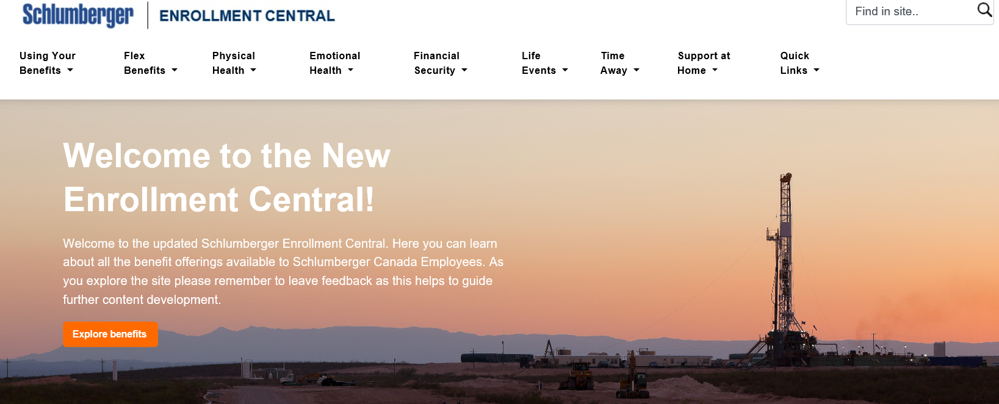 Schlumberger
ENROLLMENT CENTRAL
Find in site..
Using Your
Benefits
Flex
Benefits
Physical
Health
Emotional
Health
Financial
Security
Life
Events
Time
Away
Support at
Home
Quick
Links
Welcome to the New
Enrollment Central!
Welcome to the updated Schlumberger Enrollment Central. Here you can learn
about all the benefit offerings available to Schlumberger Canada Employees. As
you explore the site please remember to leave feedback as this helps to guide
further content development.
Explore benefits